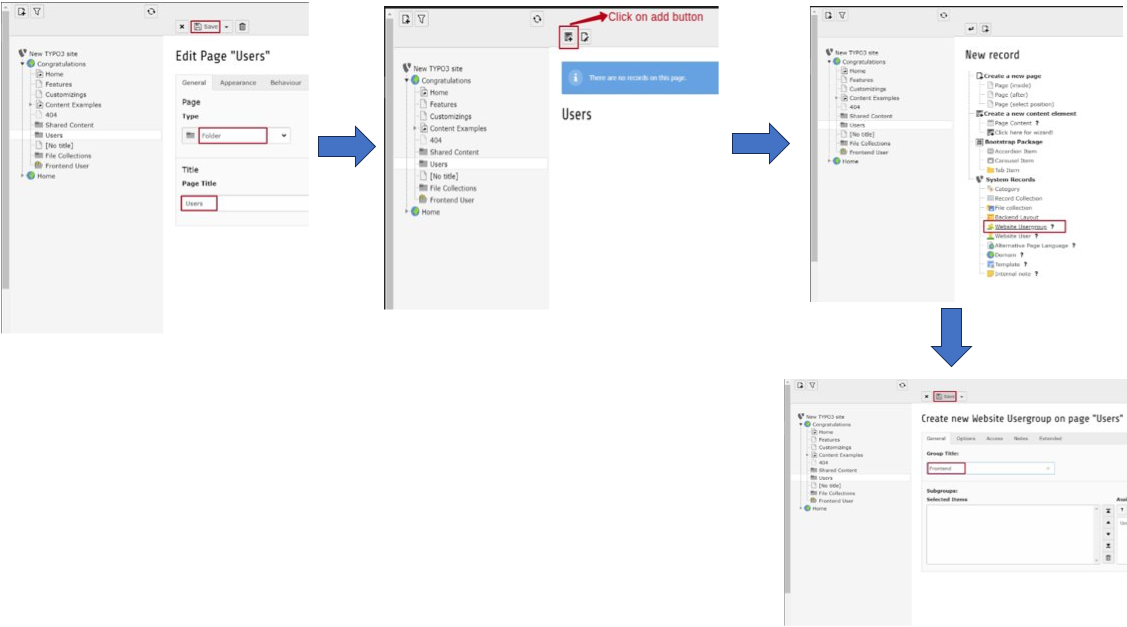 Save
New TYPO3 site
Congratulations
Home
Features
Customizings
Content Examples
404
Shared Content
Users
[No title]
File Collections
Frontend User
Home
Edit Page "Users"
General Appearance Behaviour
Page
Type
Folder
Title
Page Title
Users
Click on add button
New TYPO3 site
Congratulations
Home
Features
Customizings
Content Examples
404
Shared Content
Users
[No title]
File Collections
Frontend User
Home
There are no records on this page.
Users
New TYPO3 site
Congratulations
Home
Features
Customizings
Content Examples
404
Shared Content
Users
[No title]
File Collections
Frontend User
Home
New record
Create a new page
Page (inside)
Page (after)
Page (select position)
Create a new content element
Page Content ?
Click here for wizard!
Bootstrap Package
Accordion Item
Carousel Item
Tab Item
System Records
Category
Record Collection
File collection
Backend Layout
Website Usergroup ?
Website User ?
Alternative Page Language ?
Domain ?
Template ?
Internal note ?
Save
New TYPO3 site
Congratulations
Home
Features
Customizings
Content Examples
404
Shared Content
Users
[No title]
File Collections
Frontend User
Home
Create new Website Usergroup on page "Users"
General Options Access Notes Extended
Group Title:
Frontend
Subgroups:
Selected Items